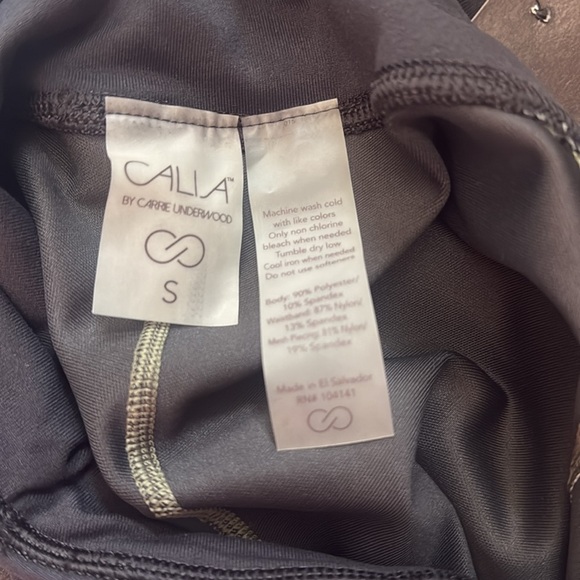 CALIA™
BY CARRIE UNDERWOOD
S
Machine wash cold
with like colors
Only non chlorine
bleach when needed
Tumble dry low
Cool iron when needed
Do not use softeners
Body: 90% Polyester/
10% Spandex
Waistband: 87% Nylon/
13% Spandex
Mesh Piecing: 81% Nylon/
19% Spandex
Made in El Salvador
RN# 104141